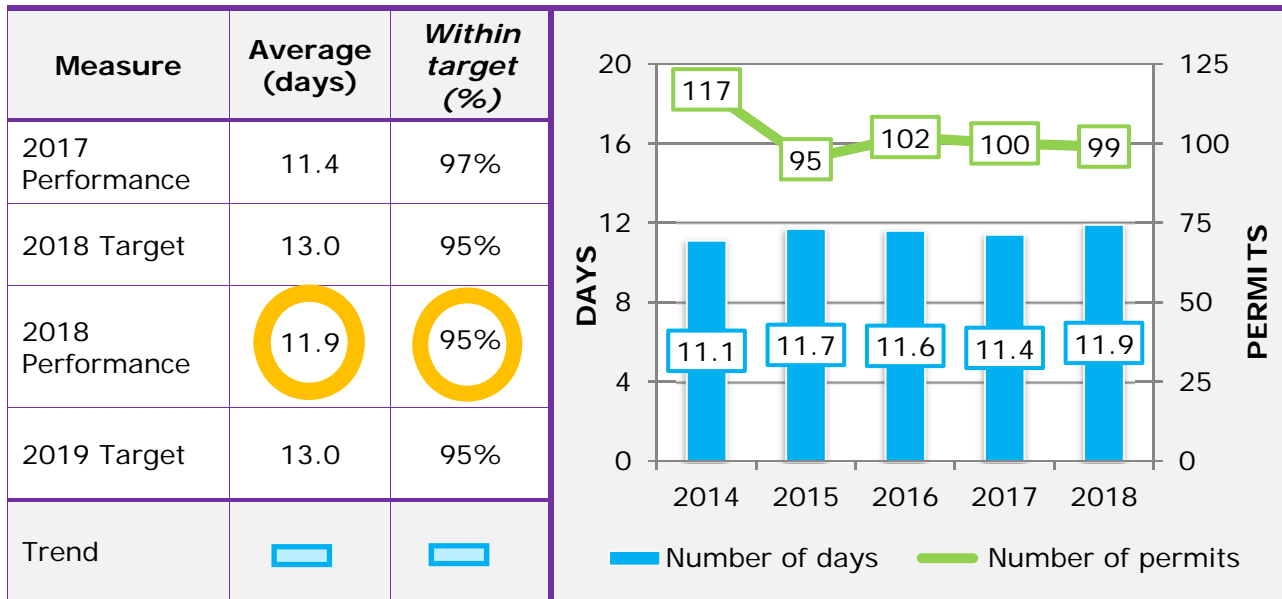 Measure
Average
(days)
Within
target
(%)
2017
Performance
11.4
97%
2018 Target
13.0
95%
2018
Performance
11.9
95%
2019 Target
13.0
95%
Trend
20
16
12
8
4
0
DAYS
117
95
102
100
99
11.1
11.7
11.6
11.4
11.9
125
100
75
50
25
0
PERMITS
2014
2015
2016
2017
2018
Number of days
Number of permits